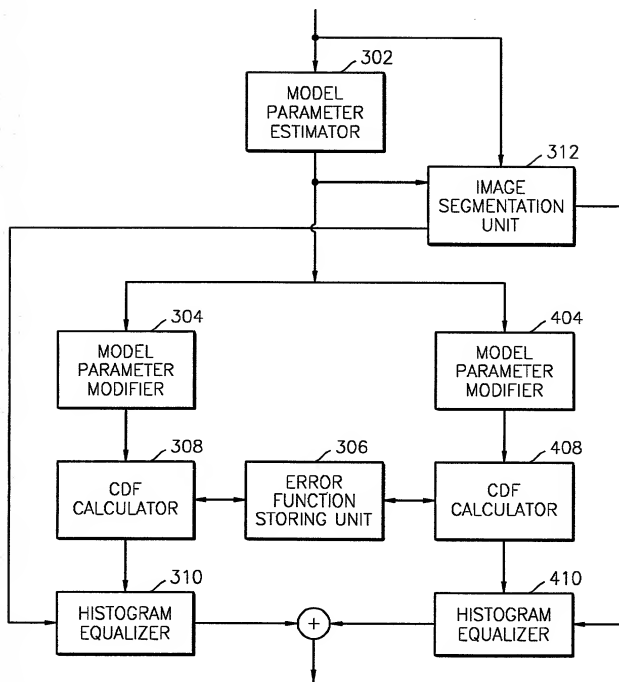 302
MODEL
PARAMETER
ESTIMATOR
312
IMAGE
SEGMENTATION
UNIT
304
MODEL
PARAMETER
MODIFIER
404
MODEL
PARAMETER
MODIFIER
308
CDF
CALCULATOR
306
ERROR
FUNCTION
STORING UNIT
408
CDF
CALCULATOR
310
HISTOGRAM
EQUALIZER
+
410
HISTOGRAM
EQUALIZER